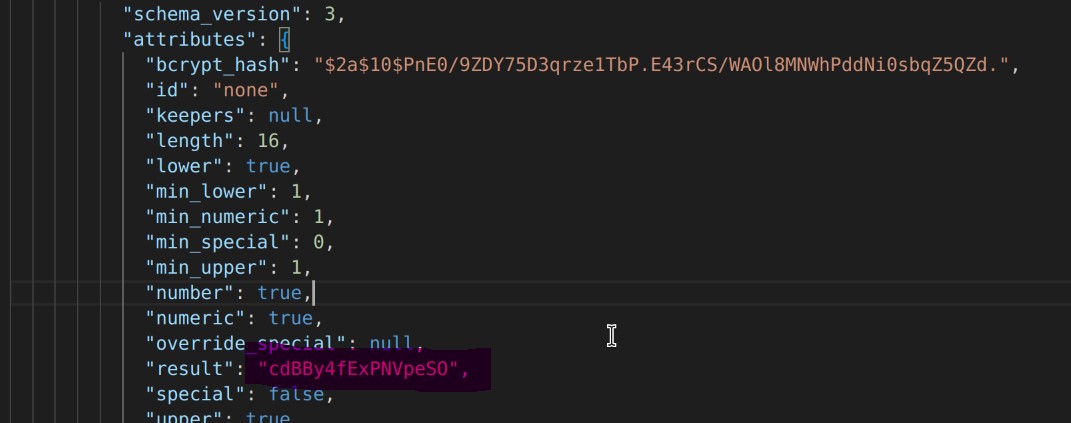 "schema_version": 3,
"attributes": {
"bcrypt_hash": "$2a$10$PnE0/9ZDY75D3qrze1TbP.E43rCS/WAOl8MNWhPddNi0sbqZ5QZd.",
"id": "none",
"keepers": null,
"length": 16,
"lower": true,
"min_lower": 1,
"min_numeric": 1,
"min_special": 0,
"min_upper": 1,
"number": true,
"numeric": true,
"override_special": null,
"result": "cdBBy4fExPNVpeSO",
"special": false,
"upper": true